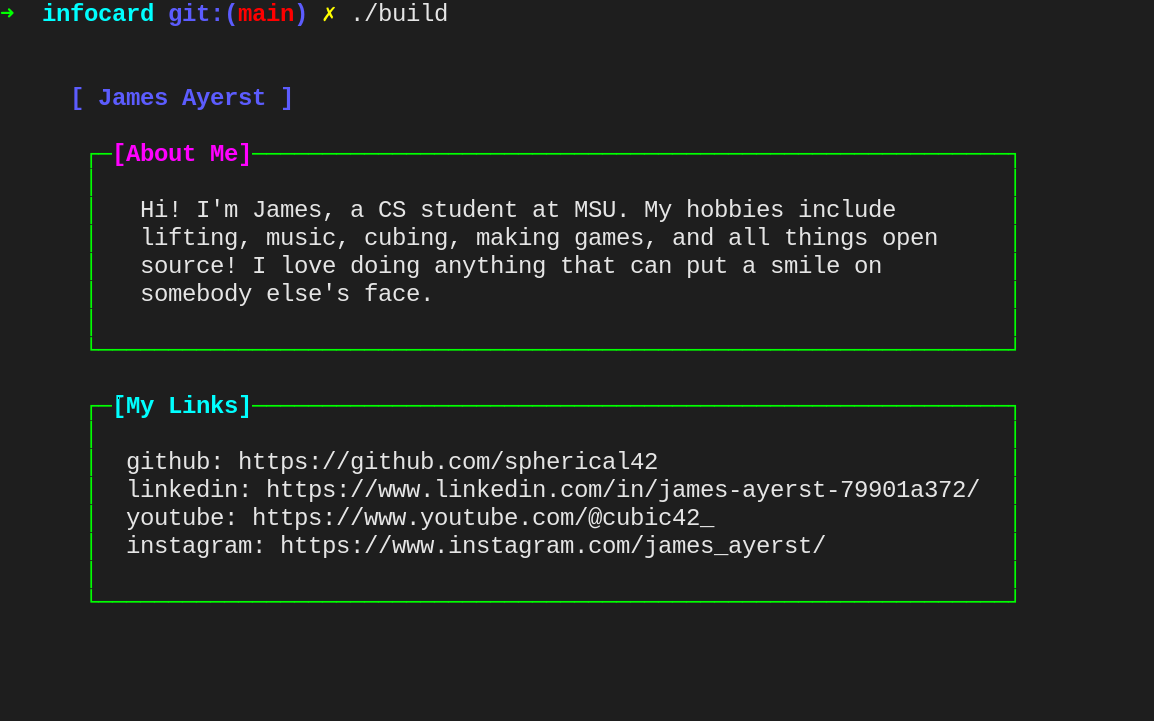 ➜  infocard git:(main) ✗ ./build
[ James Ayerst ]
[About Me]
Hi! I'm James, a CS student at MSU. My hobbies include
lifting, music, cubing, making games, and all things open
source! I love doing anything that can put a smile on
somebody else's face.
[My Links]
github: https://github.com/spherical42
linkedin: https://www.linkedin.com/in/james-ayerst-79901a372/
youtube: https://www.youtube.com/@cubic42_
instagram: https://www.instagram.com/james_ayerst/